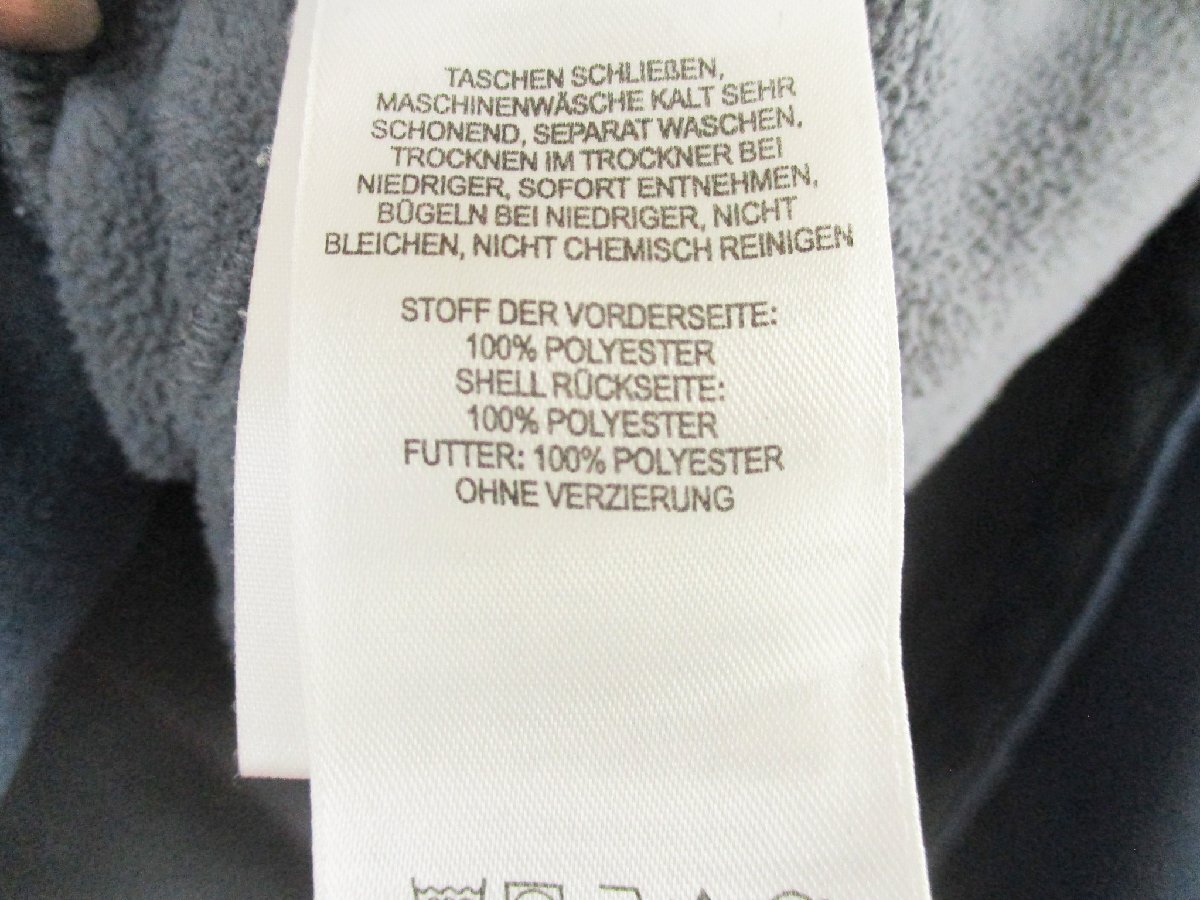 TASCHEN SCHLIEßEN,
MASCHINENWÄSCHE KALT SEHR
SCHONEND, SEPARAT WASCHEN,
TROCKNEN IM TROCKNER BEI
NIEDRIGER, SOFORT ENTNEHMEN,
BÜGELN BEI NIEDRIGER, NICHT
BLEICHEN, NICHT CHEMISCH REINIGEN
STOFF DER VORDERSEITE:
100% POLYESTER
SHELL RÜCKSEITE:
100% POLYESTER
FUTTER: 100% POLYESTER
OHNE VERZIERUNG